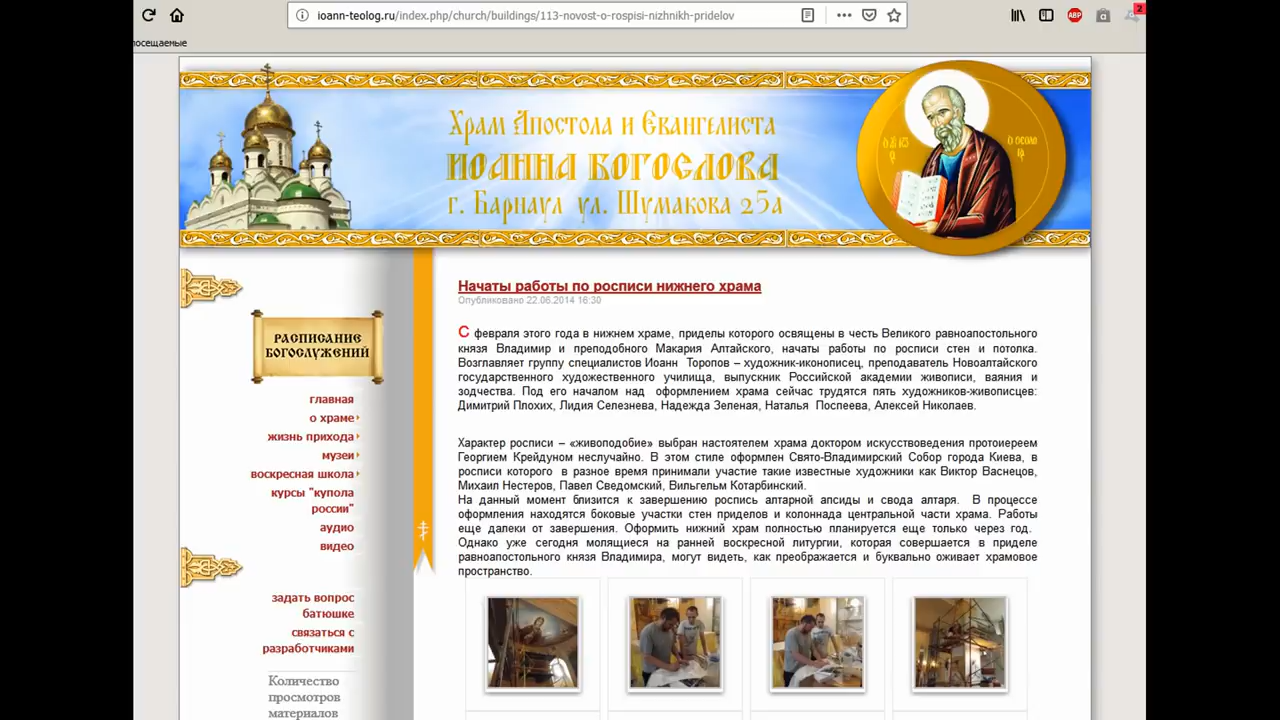 ioann-teolog.ru/index.php/church/buildings/113-novost-o-rospisi-nizhnikh-pridelov
ABP
2
посещаемые
Храм Апостола и Евангелиста
ИОАННА БОГОСЛОВА
г. Барнаул ул. Шумакова 25а
РАСПИСАНИЕ
БОГОСЛУЖЕНИЙ
главная
о храме
жизнь прихода
музеи
воскресная школа
курсы "купола
россии"
аудио
видео
задать вопрос
батюшке
связаться с
разработчиками
Количество
просмотров
материалов
Начаты работы по росписи нижнего храма
Опубликовано 22.06.2014 16:30
С февраля этого года в нижнем храме, приделы которого освящены в честь Великого равноапостольного
князя Владимир и преподобного Макария Алтайского, начаты работы по росписи стен и потолка.
Возглавляет группу специалистов Иоанн Торопов – художник-иконописец, преподаватель Новоалтайского
государственного художественного училища, выпускник Российской академии живописи, ваяния и
зодчества. Под его началом над оформлением храма сейчас трудятся пять художников-живописцев:
Димитрий Плохих, Лидия Селезнева, Надежда Зеленая, Наталья Поспеева, Алексей Николаев.
Характер росписи – «живоподобие» выбран настоятелем храма доктором искусствоведения протоиереем
Георгием Крейдуном неслучайно. В этом стиле оформлен Свято-Владимирский Собор города Киева, в
росписи которого в разное время принимали участие такие известные художники как Виктор Васнецов,
Михаил Нестеров, Павел Сведомский, Вильгельм Котарбинский.
На данный момент близится к завершению роспись алтарной апсиды и свода алтаря. В процессе
оформления находятся боковые участки стен приделов и колоннада центральной части храма. Работы
еще далеки от завершения. Оформить нижний храм полностью планируется еще только через год.
Однако уже сегодня молящиеся на ранней воскресной литургии, которая совершается в приделе
равноапостольного князя Владимира, могут видеть, как преображается и буквально оживает храмовое
пространство.